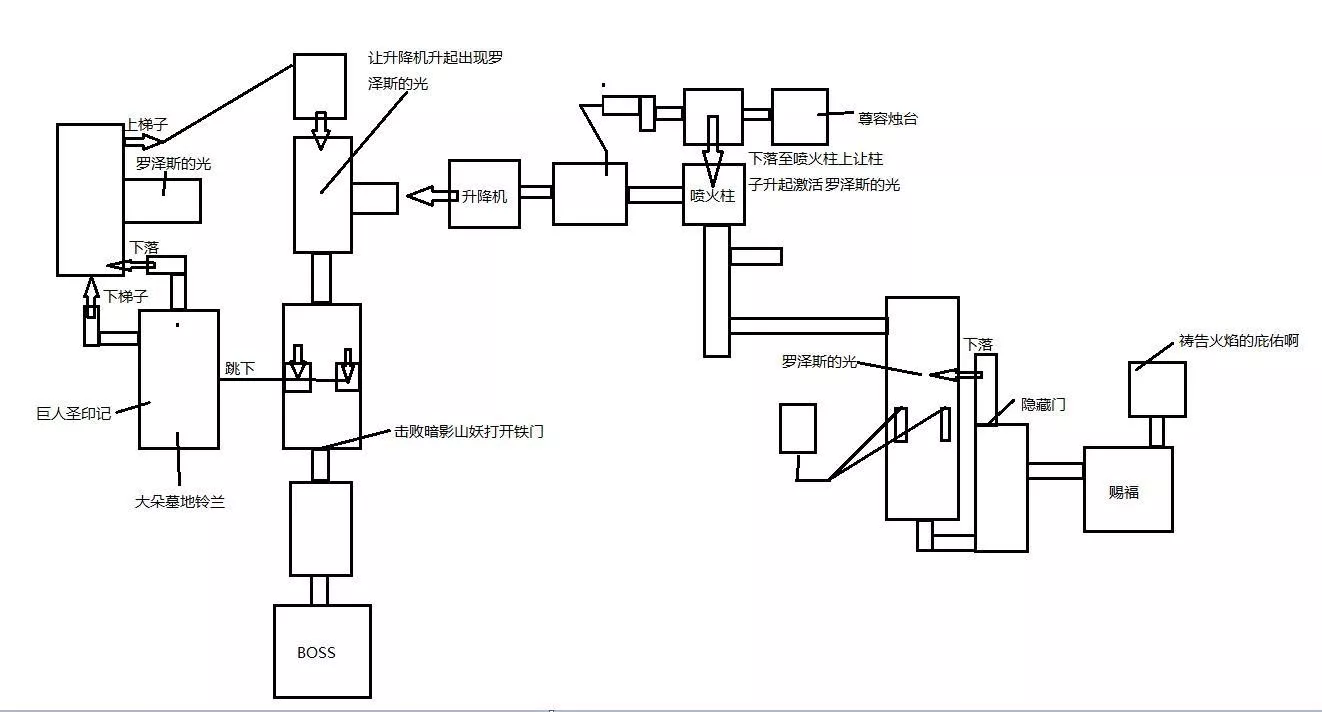 让升降机升起出现罗
泽斯的光
上梯子
罗泽斯的光
尊容烛台
下落至喷火柱上让柱
子升起激活罗泽斯的光
升降机
喷火柱
下落
下梯子
跳下
巨人圣印记
大朵墓地铃兰
击败暗影山妖打开铁门
BOSS
罗泽斯的光
下落
隐藏门
祷告火焰的庇佑啊
赐福